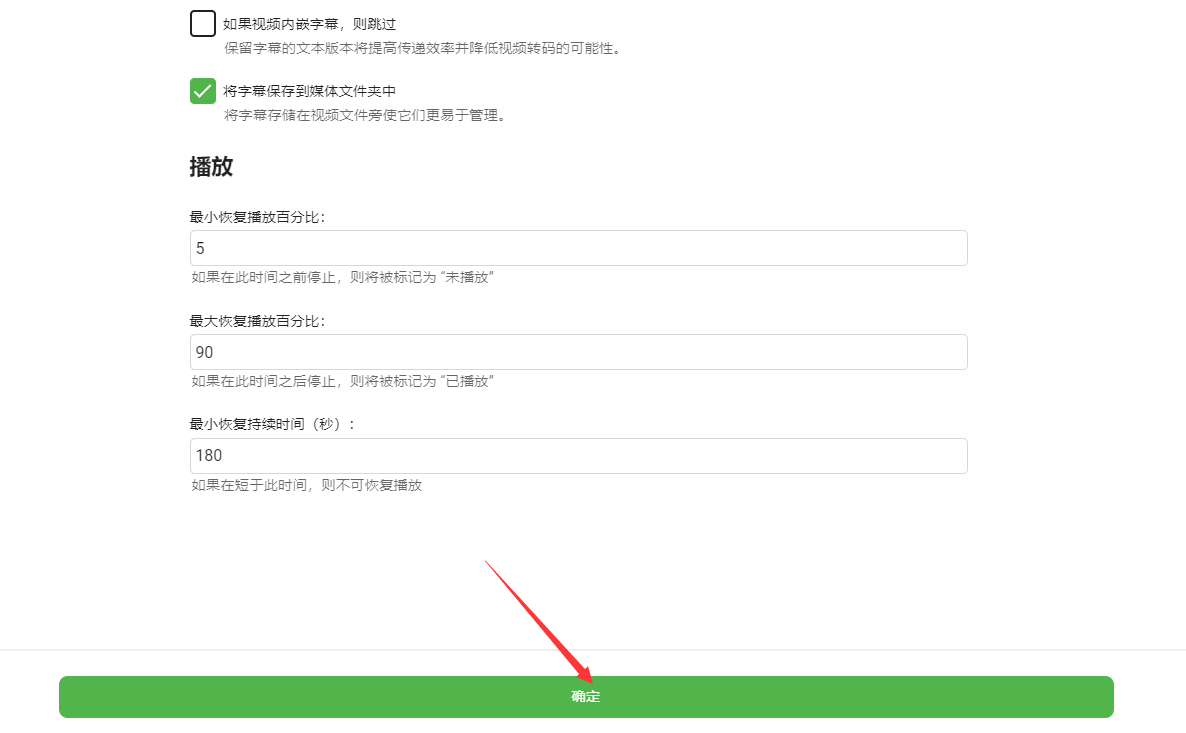 如果视频内嵌字幕，则跳过
保留字幕的文本版本将提高传递效率并降低视频转码的可能性。
将字幕保存到媒体文件夹中
将字幕存储在视频文件旁使它们更易于管理。
播放
最小恢复播放百分比：
5
如果在此时间之前停止，则将被标记为 “未播放”
最大恢复播放百分比：
90
如果在此时间之后停止，则将被标记为 “已播放”
最小恢复持续时间（秒）：
180
如果在短于此时间，则不可恢复播放
确定